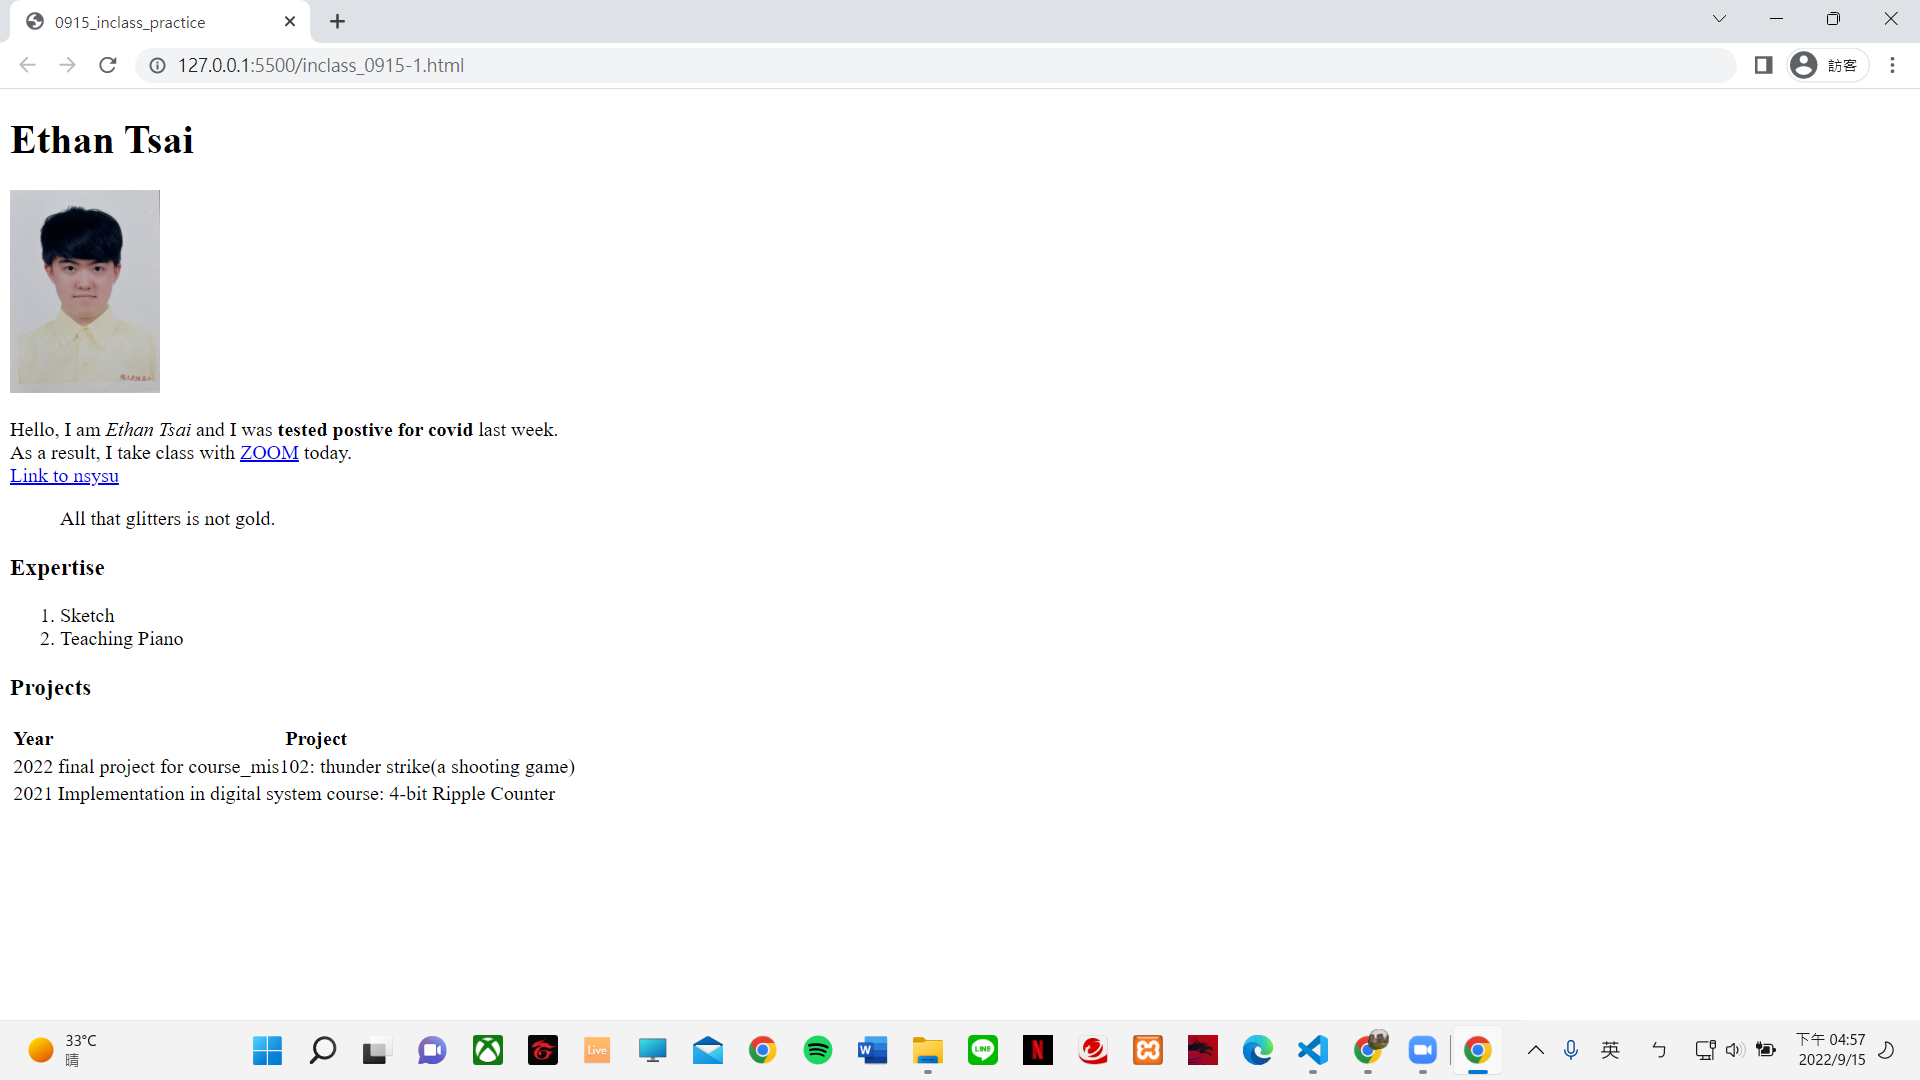 0915_inclass_practice
127.0.0.1:5500/inclass_0915-1.html
訪客
Ethan Tsai
Hello, I am Ethan Tsai and I was tested postive for covid last week.
As a result, I take class with ZOOM today.
Link to nsysu
All that glitters is not gold.
Expertise
1. Sketch
2. Teaching Piano
Projects
Year Project
2022 final project for course_mis102: thunder strike(a shooting game)
2021 Implementation in digital system course: 4-bit Ripple Counter
33°C
晴
Live
W
LINE
N
英
ㄅ
下午 04:57
2022/9/15